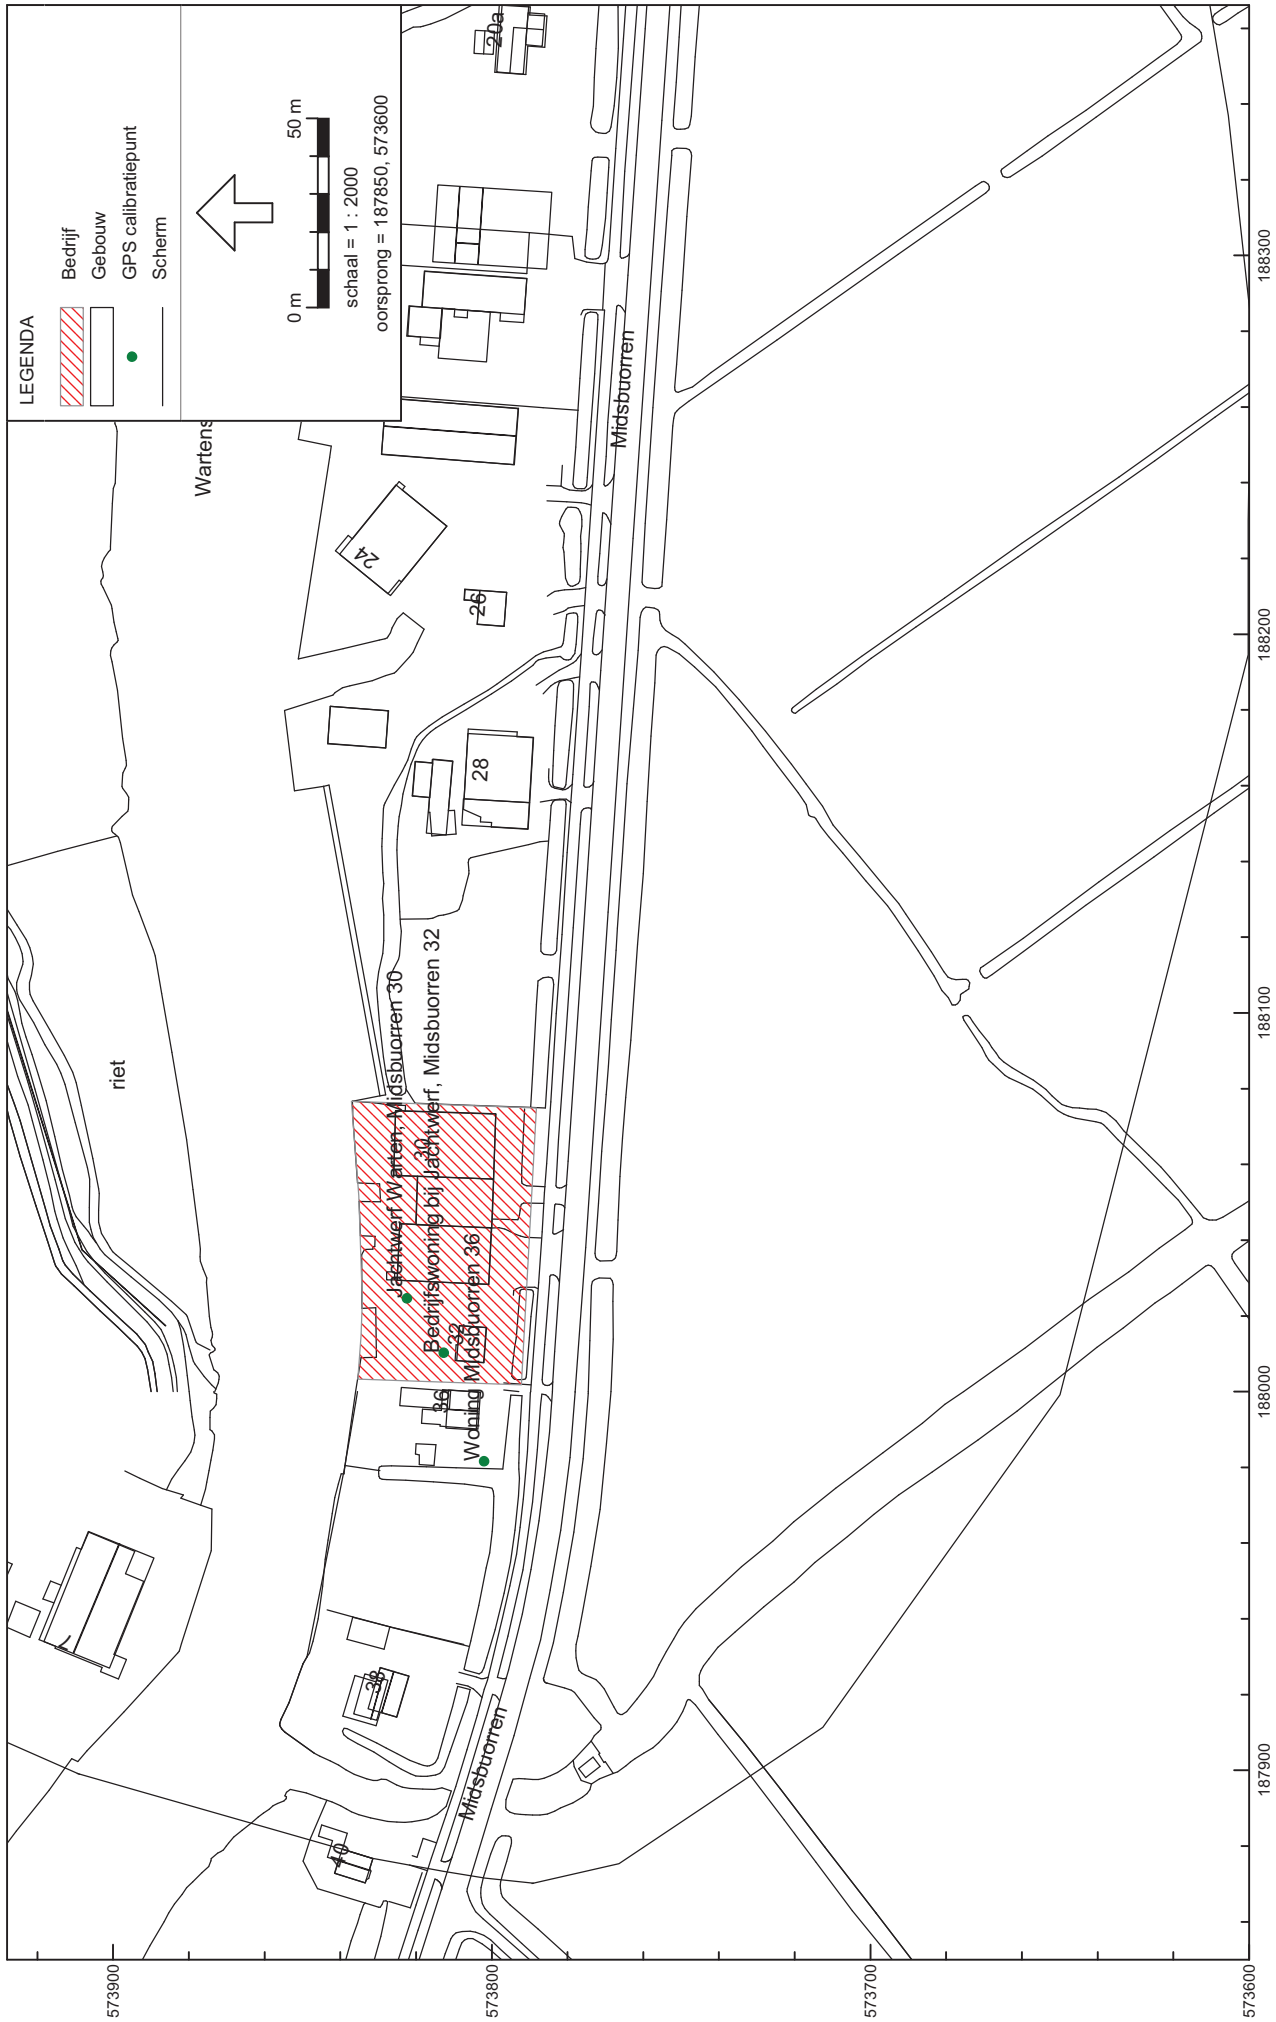 LEGENDA
Bedrijf
Gebouw
GPS calibratiepunt
Scherm
0 m
50 m
schaal = 1 : 2000
oorsprong = 187850, 573600
Wartens
riet
20a
24
26
28
Midsbuorren
Jachtwerf Warten, Midsbuorren 30
30
Bedrijfswoning bij Jachtwerf, Midsbuorren 32
32
Woning Midsbuorren 36
36
38
40
7
Midsbuorren
573900
573800
573700
573600
187900
188000
188100
188200
188300